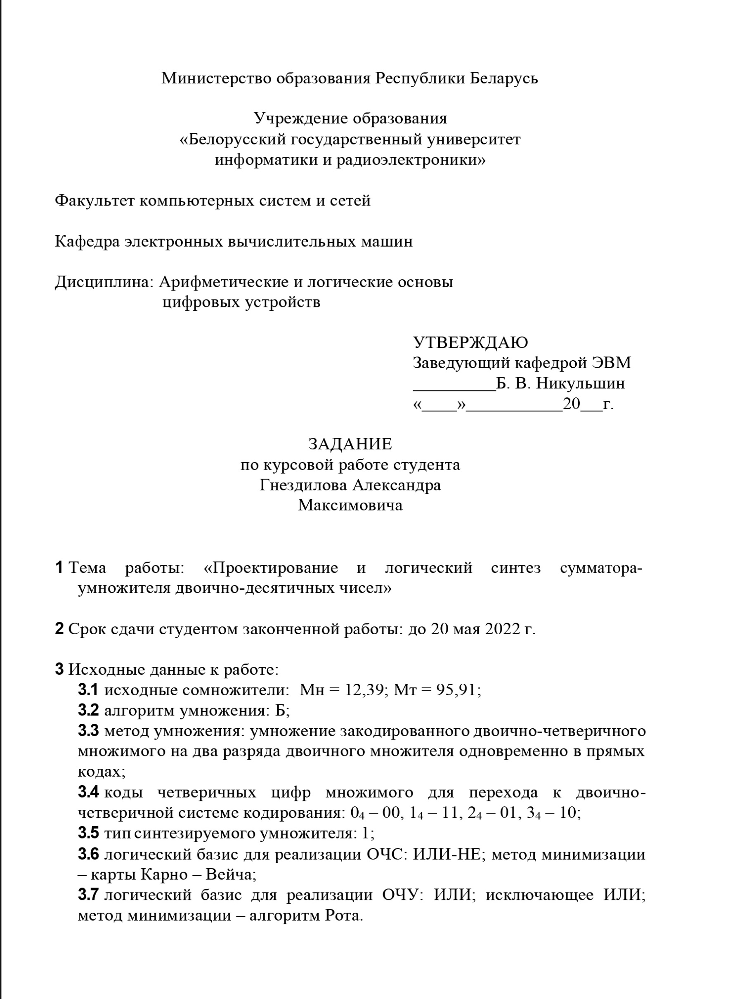 Министерство образования Республики Беларусь
Учреждение образования
«Белорусский государственный университет
информатики и радиоэлектроники»
Факультет компьютерных систем и сетей
Кафедра электронных вычислительных машин
Дисциплина: Арифметические и логические основы
цифровых устройств
УТВЕРЖДАЮ
Заведующий кафедрой ЭВМ
_________Б. В. Никульшин
«____»___________20___г.
ЗАДАНИЕ
по курсовой работе студента
Гнездилова Александра
Максимовича
1 Тема работы: «Проектирование и логический синтез сумматора-
умножителя двоично-десятичных чисел»
2 Срок сдачи студентом законченной работы: до 20 мая 2022 г.
3 Исходные данные к работе:
3.1 исходные сомножители: Мн = 12,39; Мт = 95,91;
3.2 алгоритм умножения: Б;
3.3 метод умножения: умножение закодированного двоично-четверичного
множимого на два разряда двоичного множителя одновременно в прямых
кодах;
3.4 коды четверичных цифр множимого для перехода к двоично-
четверичной системе кодирования: 0₄ – 00, 1₄ – 11, 2₄ – 01, 3₄ – 10;
3.5 тип синтезируемого умножителя: 1;
3.6 логический базис для реализации ОЧС: ИЛИ-НЕ; метод минимизации
– карты Карно – Вейча;
3.7 логический базис для реализации ОЧУ: ИЛИ; исключающее ИЛИ;
метод минимизации – алгоритм Рота.